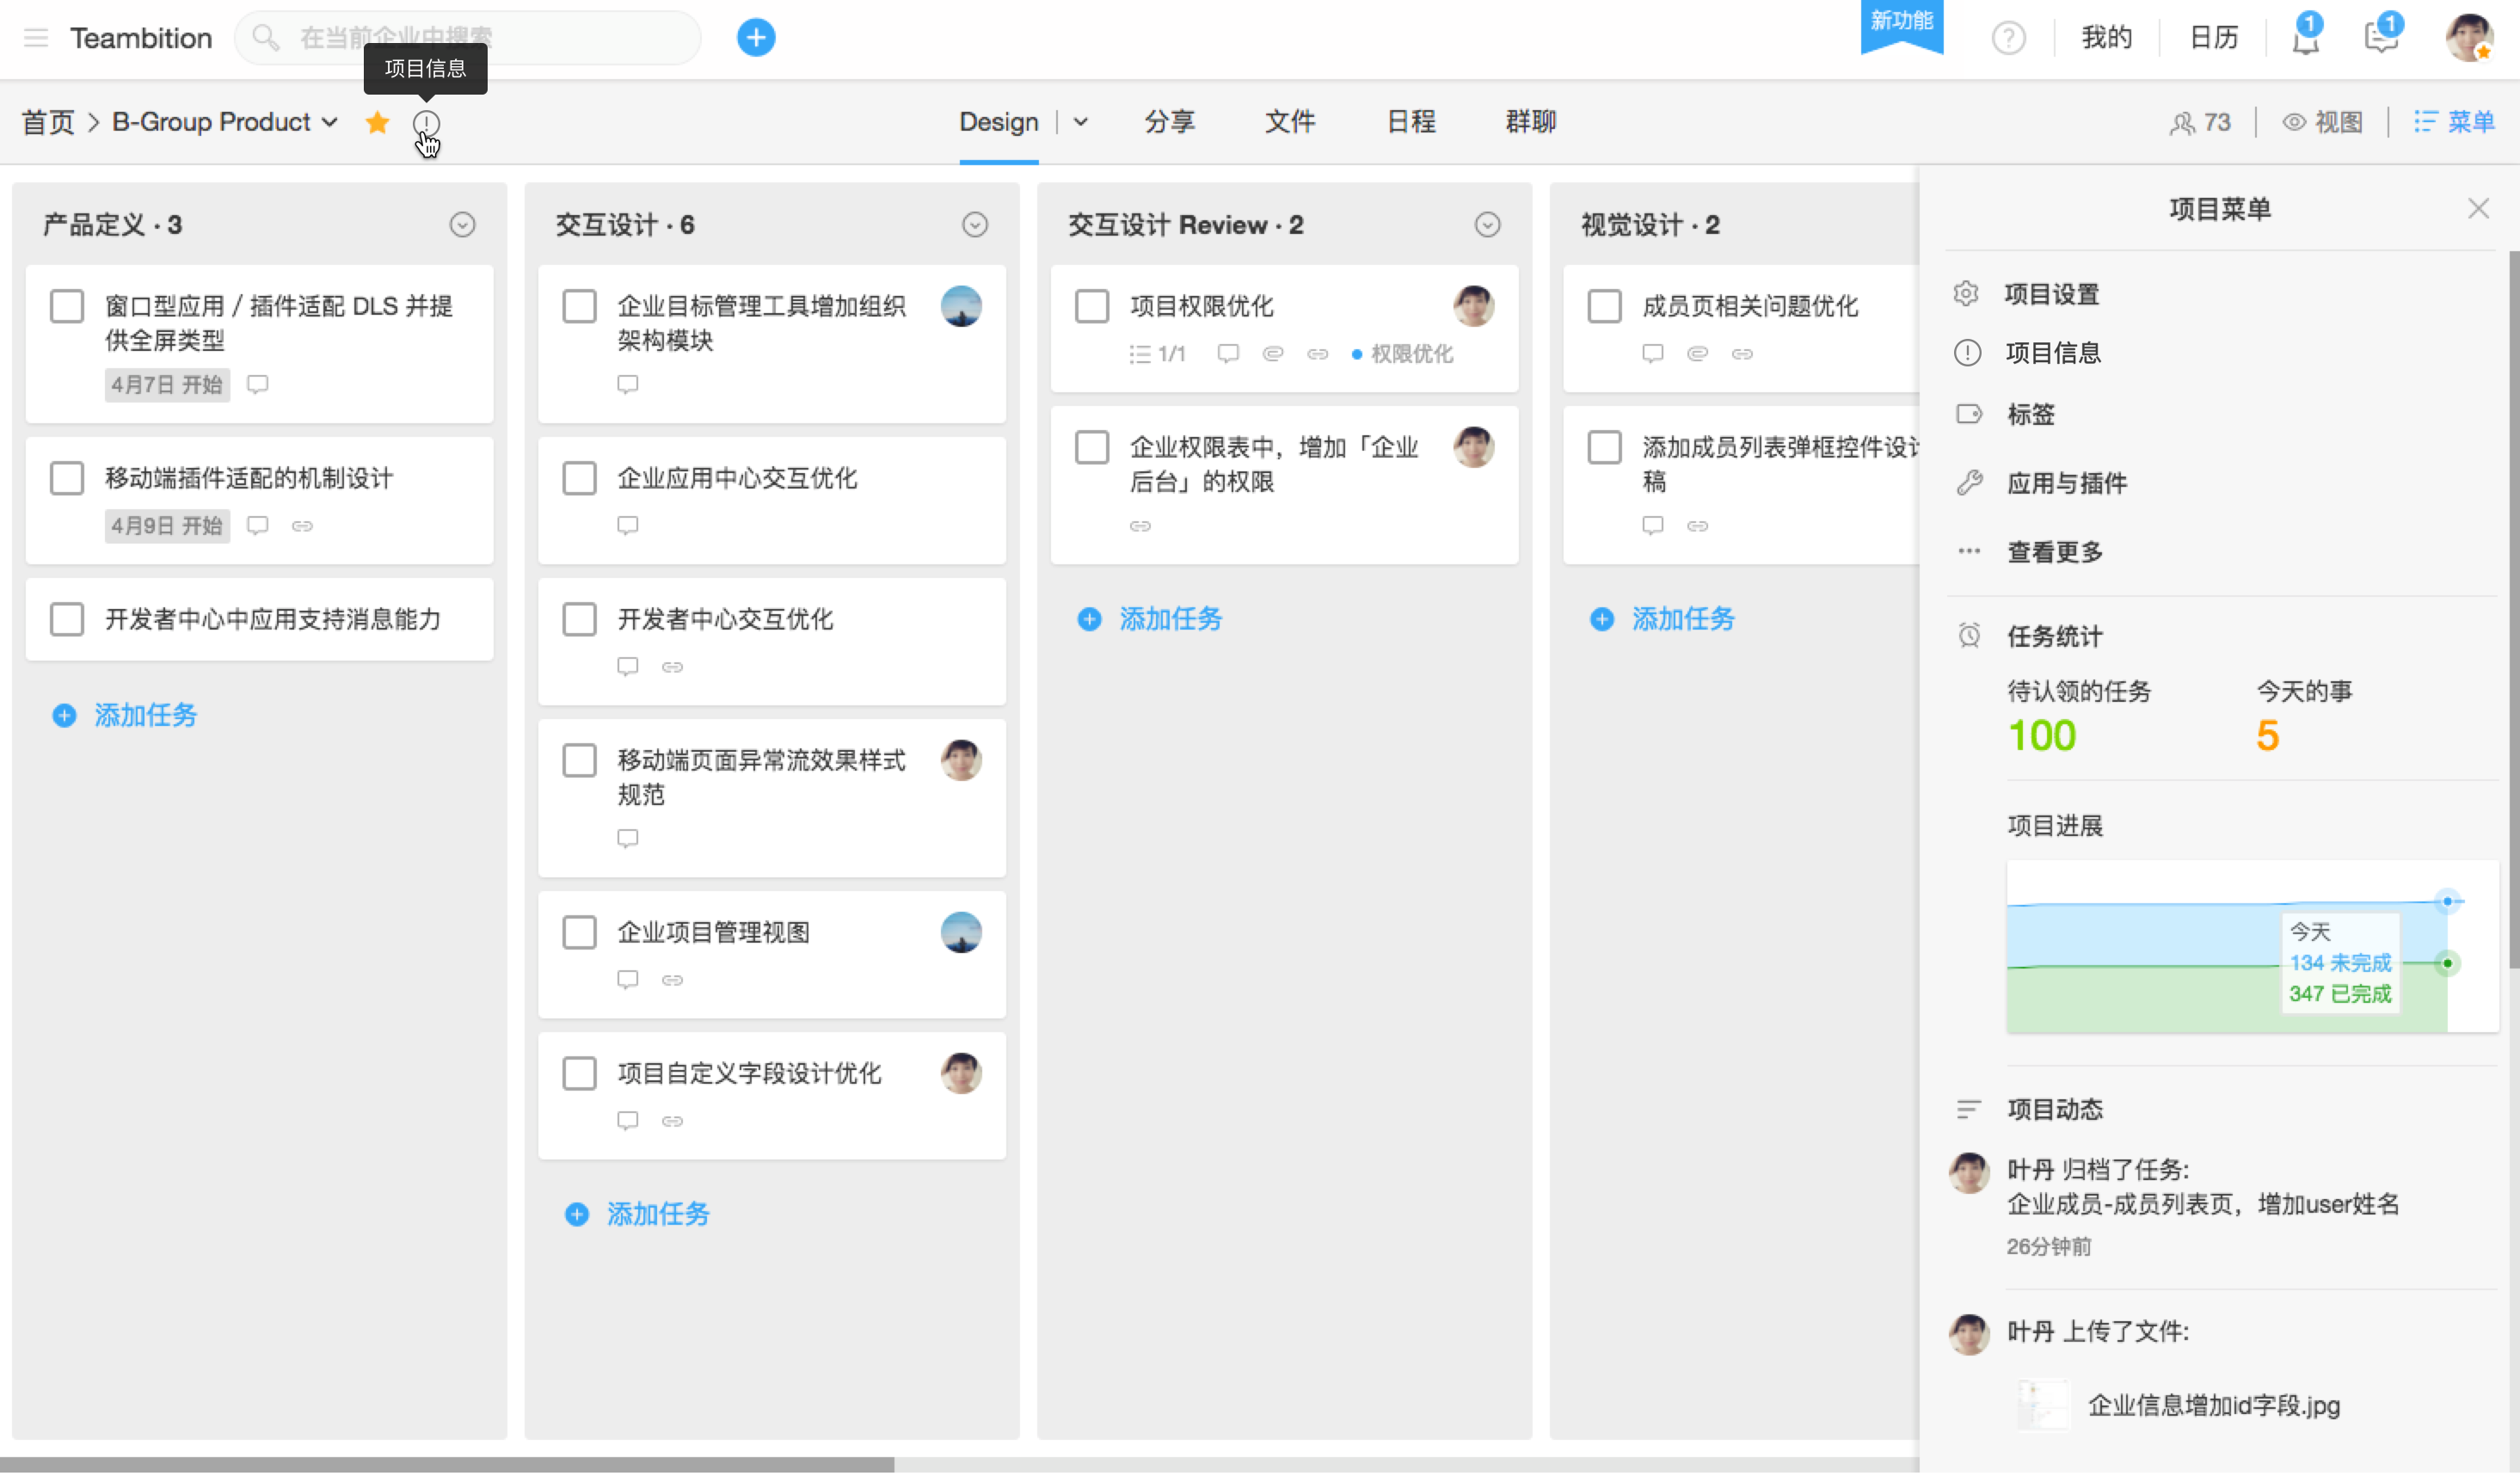 Teambition
在当前企业中搜索
新功能
我的
日历
1
1
项目信息
首页 > B-Group Product
Design
分享
文件
日程
群聊
73
视图
菜单
产品定义 · 3
窗口型应用 / 插件适配 DLS 并提
供全屏类型
4月7日 开始
移动端插件适配的机制设计
4月9日 开始
开发者中心中应用支持消息能力
添加任务
交互设计 · 6
企业目标管理工具增加组织
架构模块
企业应用中心交互优化
开发者中心交互优化
移动端页面异常流效果样式
规范
企业项目管理视图
项目自定义字段设计优化
添加任务
交互设计 Review · 2
项目权限优化
1/1
权限优化
企业权限表中，增加「企业
后台」的权限
添加任务
视觉设计 · 2
成员页相关问题优化
添加成员列表弹框控件设计
稿
添加任务
项目菜单
项目设置
项目信息
标签
应用与插件
查看更多
任务统计
待认领的任务
100
今天的事
5
项目进展
今天
134 未完成
347 已完成
项目动态
叶丹 归档了任务:
企业成员-成员列表页，增加user姓名
26分钟前
叶丹 上传了文件:
企业信息增加id字段.jpg